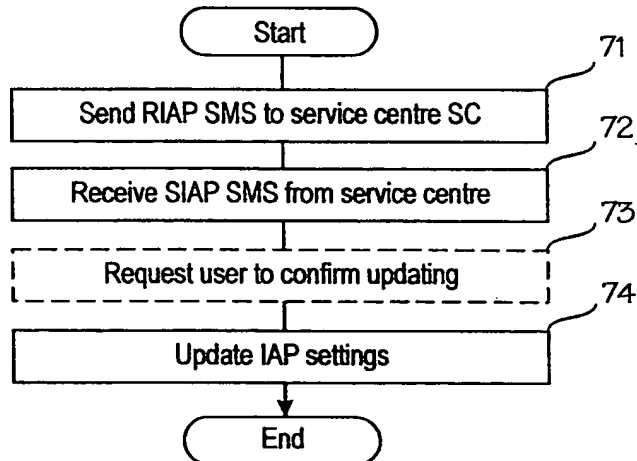 Start
71
Send RIAP SMS to service centre SC
72
Receive SIAP SMS from service centre
73
Request user to confirm updating
74
Update IAP settings
End